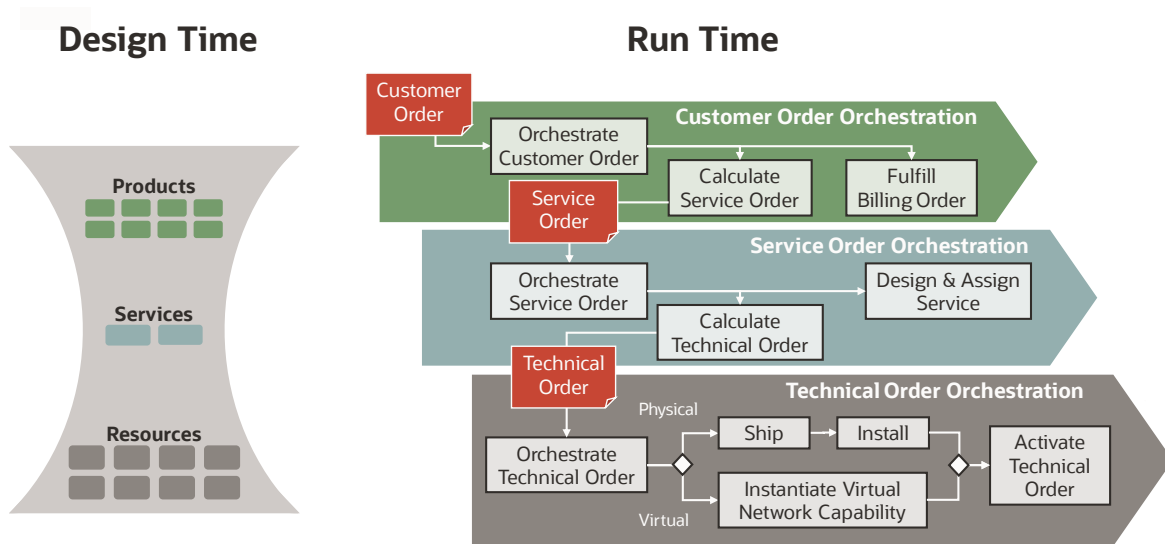 Design Time
Run Time
Products
Services
Resources
Customer
Order
Customer Order Orchestration
Orchestrate
Customer Order
Calculate
Service Order
Fulfill
Billing Order
Service
Order
Service Order Orchestration
Orchestrate
Service Order
Design & Assign
Service
Calculate
Technical Order
Technical
Order
Technical Order Orchestration
Physical
Ship
Install
Orchestrate
Technical Order
Activate
Technical
Order
Instantiate Virtual
Network Capability
Virtual